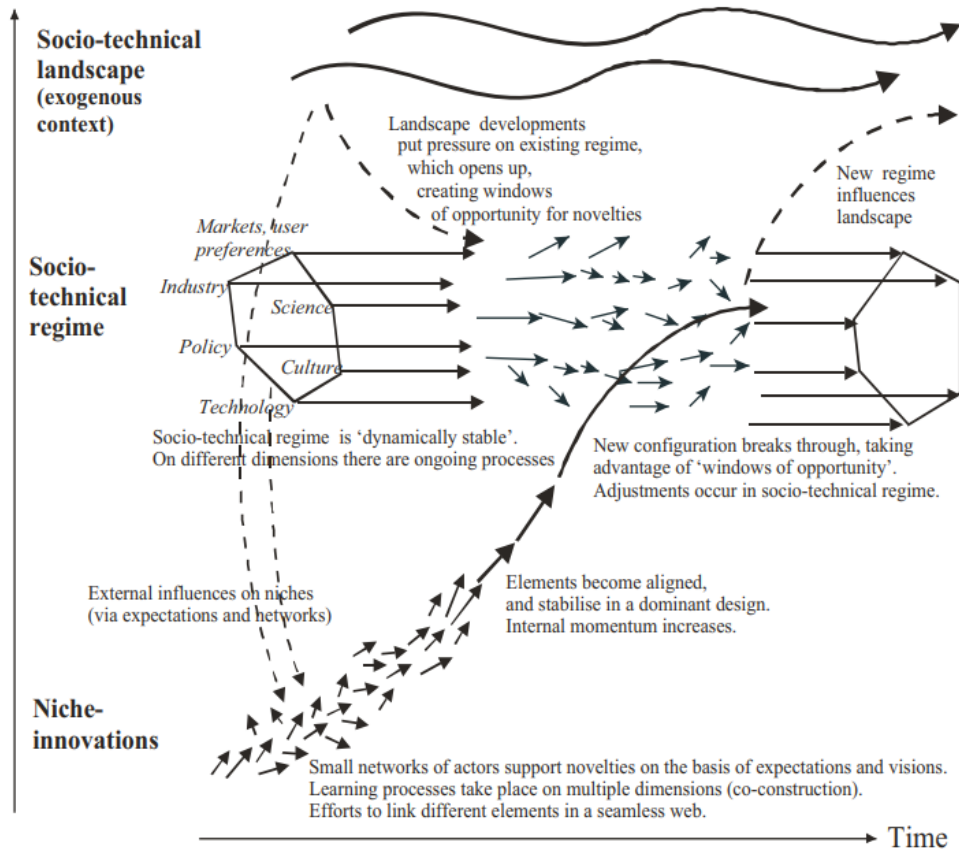 Socio-technical
landscape
(exogenous
context)
Landscape developments
put pressure on existing regime,
which opens up,
creating windows
of opportunity for novelties
New regime
influences
landscape
Markets, user
preferences
Socio-
technical
regime
Industry
Science
Policy
Culture
Technology
Socio-technical regime is ‘dynamically stable’.
On different dimensions there are ongoing processes
New configuration breaks through, taking
advantage of ‘windows of opportunity’.
Adjustments occur in socio-technical regime.
External influences on niches
(via expectations and networks)
Elements become aligned,
and stabilise in a dominant design.
Internal momentum increases.
Niche-
innovations
Small networks of actors support novelties on the basis of expectations and visions.
Learning processes take place on multiple dimensions (co-construction).
Efforts to link different elements in a seamless web.
Time